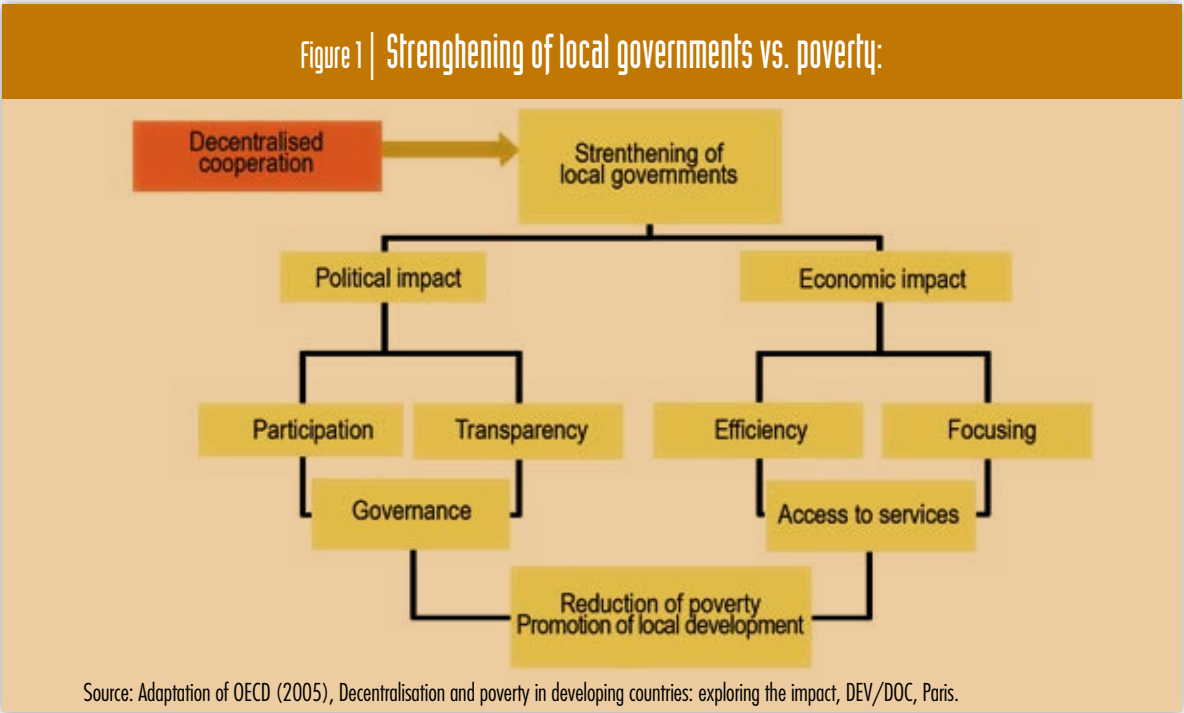 Figure 1 | Strenghening of local governments vs. poverty:
Decentralised
cooperation
Strenthening of
local governments
Political impact
Economic impact
Participation
Transparency
Efficiency
Focusing
Governance
Access to services
Reduction of poverty
Promotion of local development
Source: Adaptation of OECD (2005), Decentralisation and poverty in developing countries: exploring the impact, DEV/DOC, Paris.